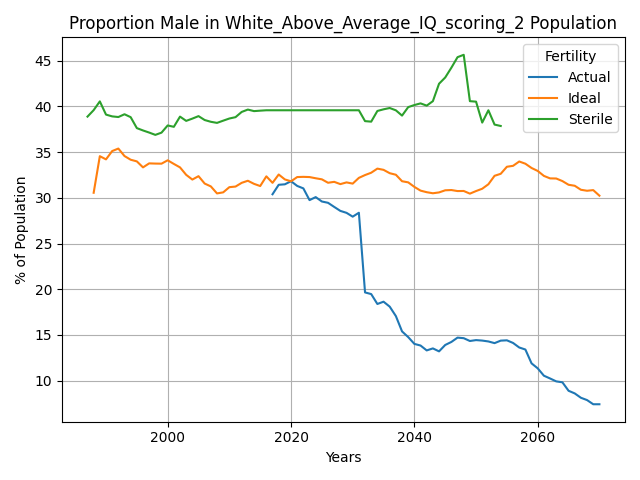 Proportion Male in White_Above_Average_IQ_scoring_2 Population
Fertility
Actual
Ideal
Sterile
% of Population
45
40
35
30
25
20
15
10
2000
2020
2040
2060
Years